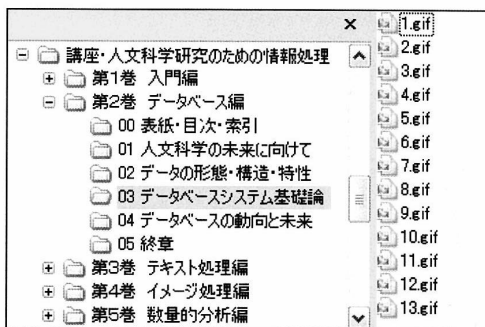 講座・人文科学研究のための情報処理
第1巻 入門編
第2巻 データベース編
00 表紙・目次・索引
01 人文科学の未来に向けて
02 データの形態・構造・特性
03 データベースシステム基礎論
04 データベースの動向と未来
05 終章
第3巻 テキスト処理編
第4巻 イメージ処理編
第5巻 数量的分析編
1.gif
2.gif
3.gif
4.gif
5.gif
6.gif
7.gif
8.gif
9.gif
10.gif
11.gif
12.gif
13.gif